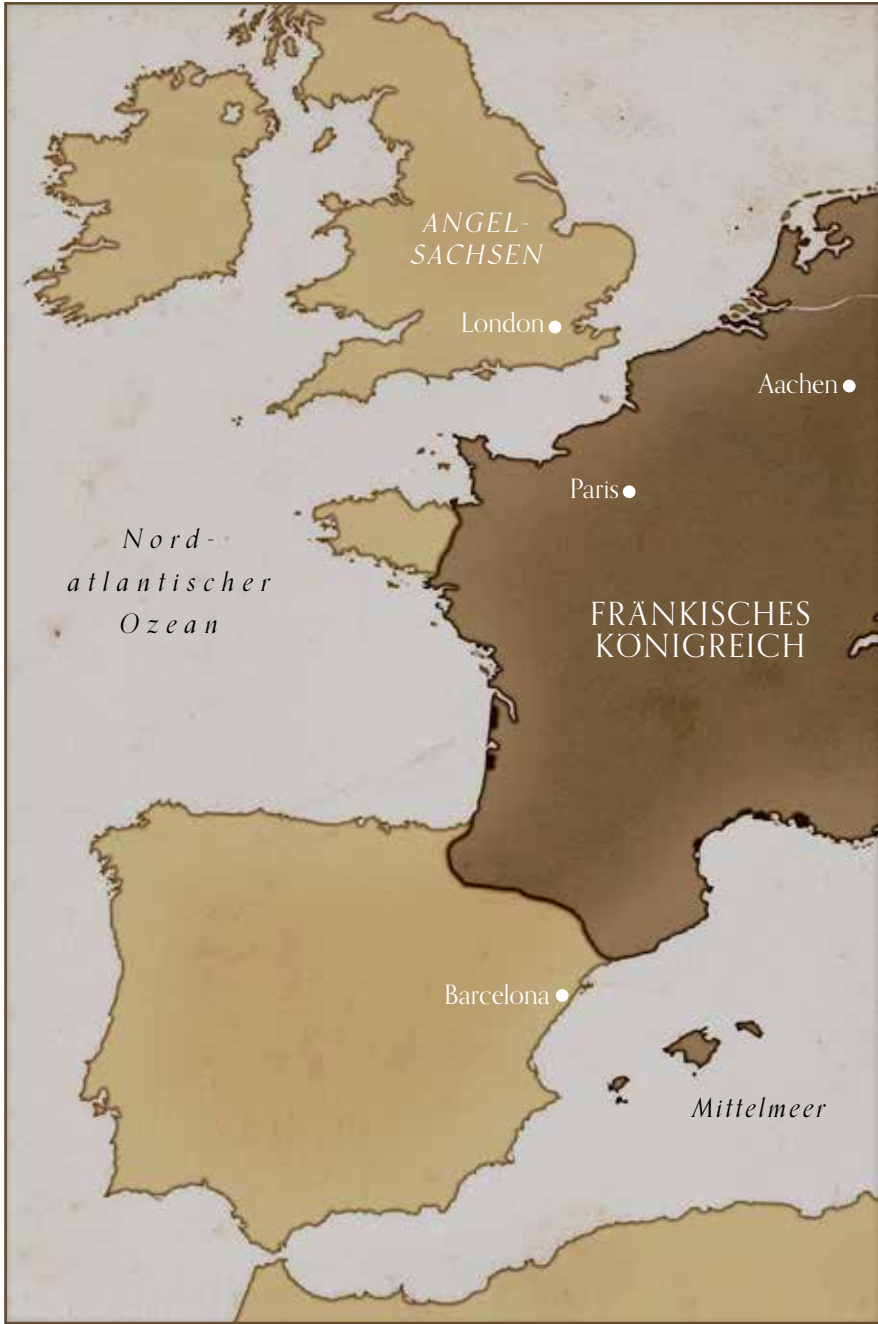 ANGEL-
SACHSEN
London
Aachen
Paris
Nord-
atlantischer
Ozean
FRÄNKISCHES
KÖNIGREICH
Barcelona
Mittelmeer